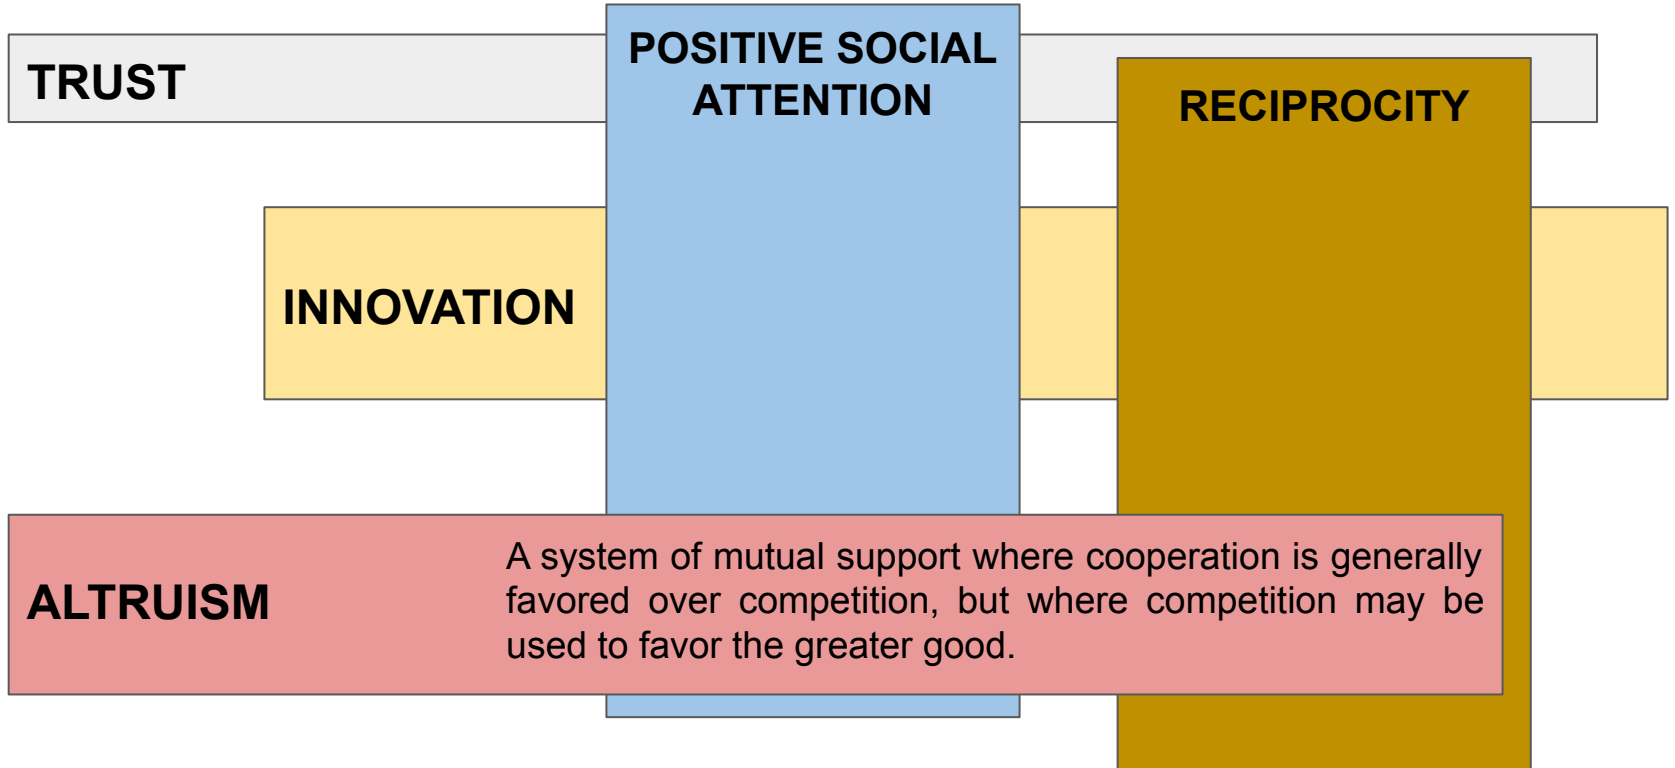 TRUST
POSITIVE SOCIAL
ATTENTION
RECIPROCITY
INNOVATION
ALTRUISM
A system of mutual support where cooperation is generally
favored over competition, but where competition may be
used to favor the greater good.